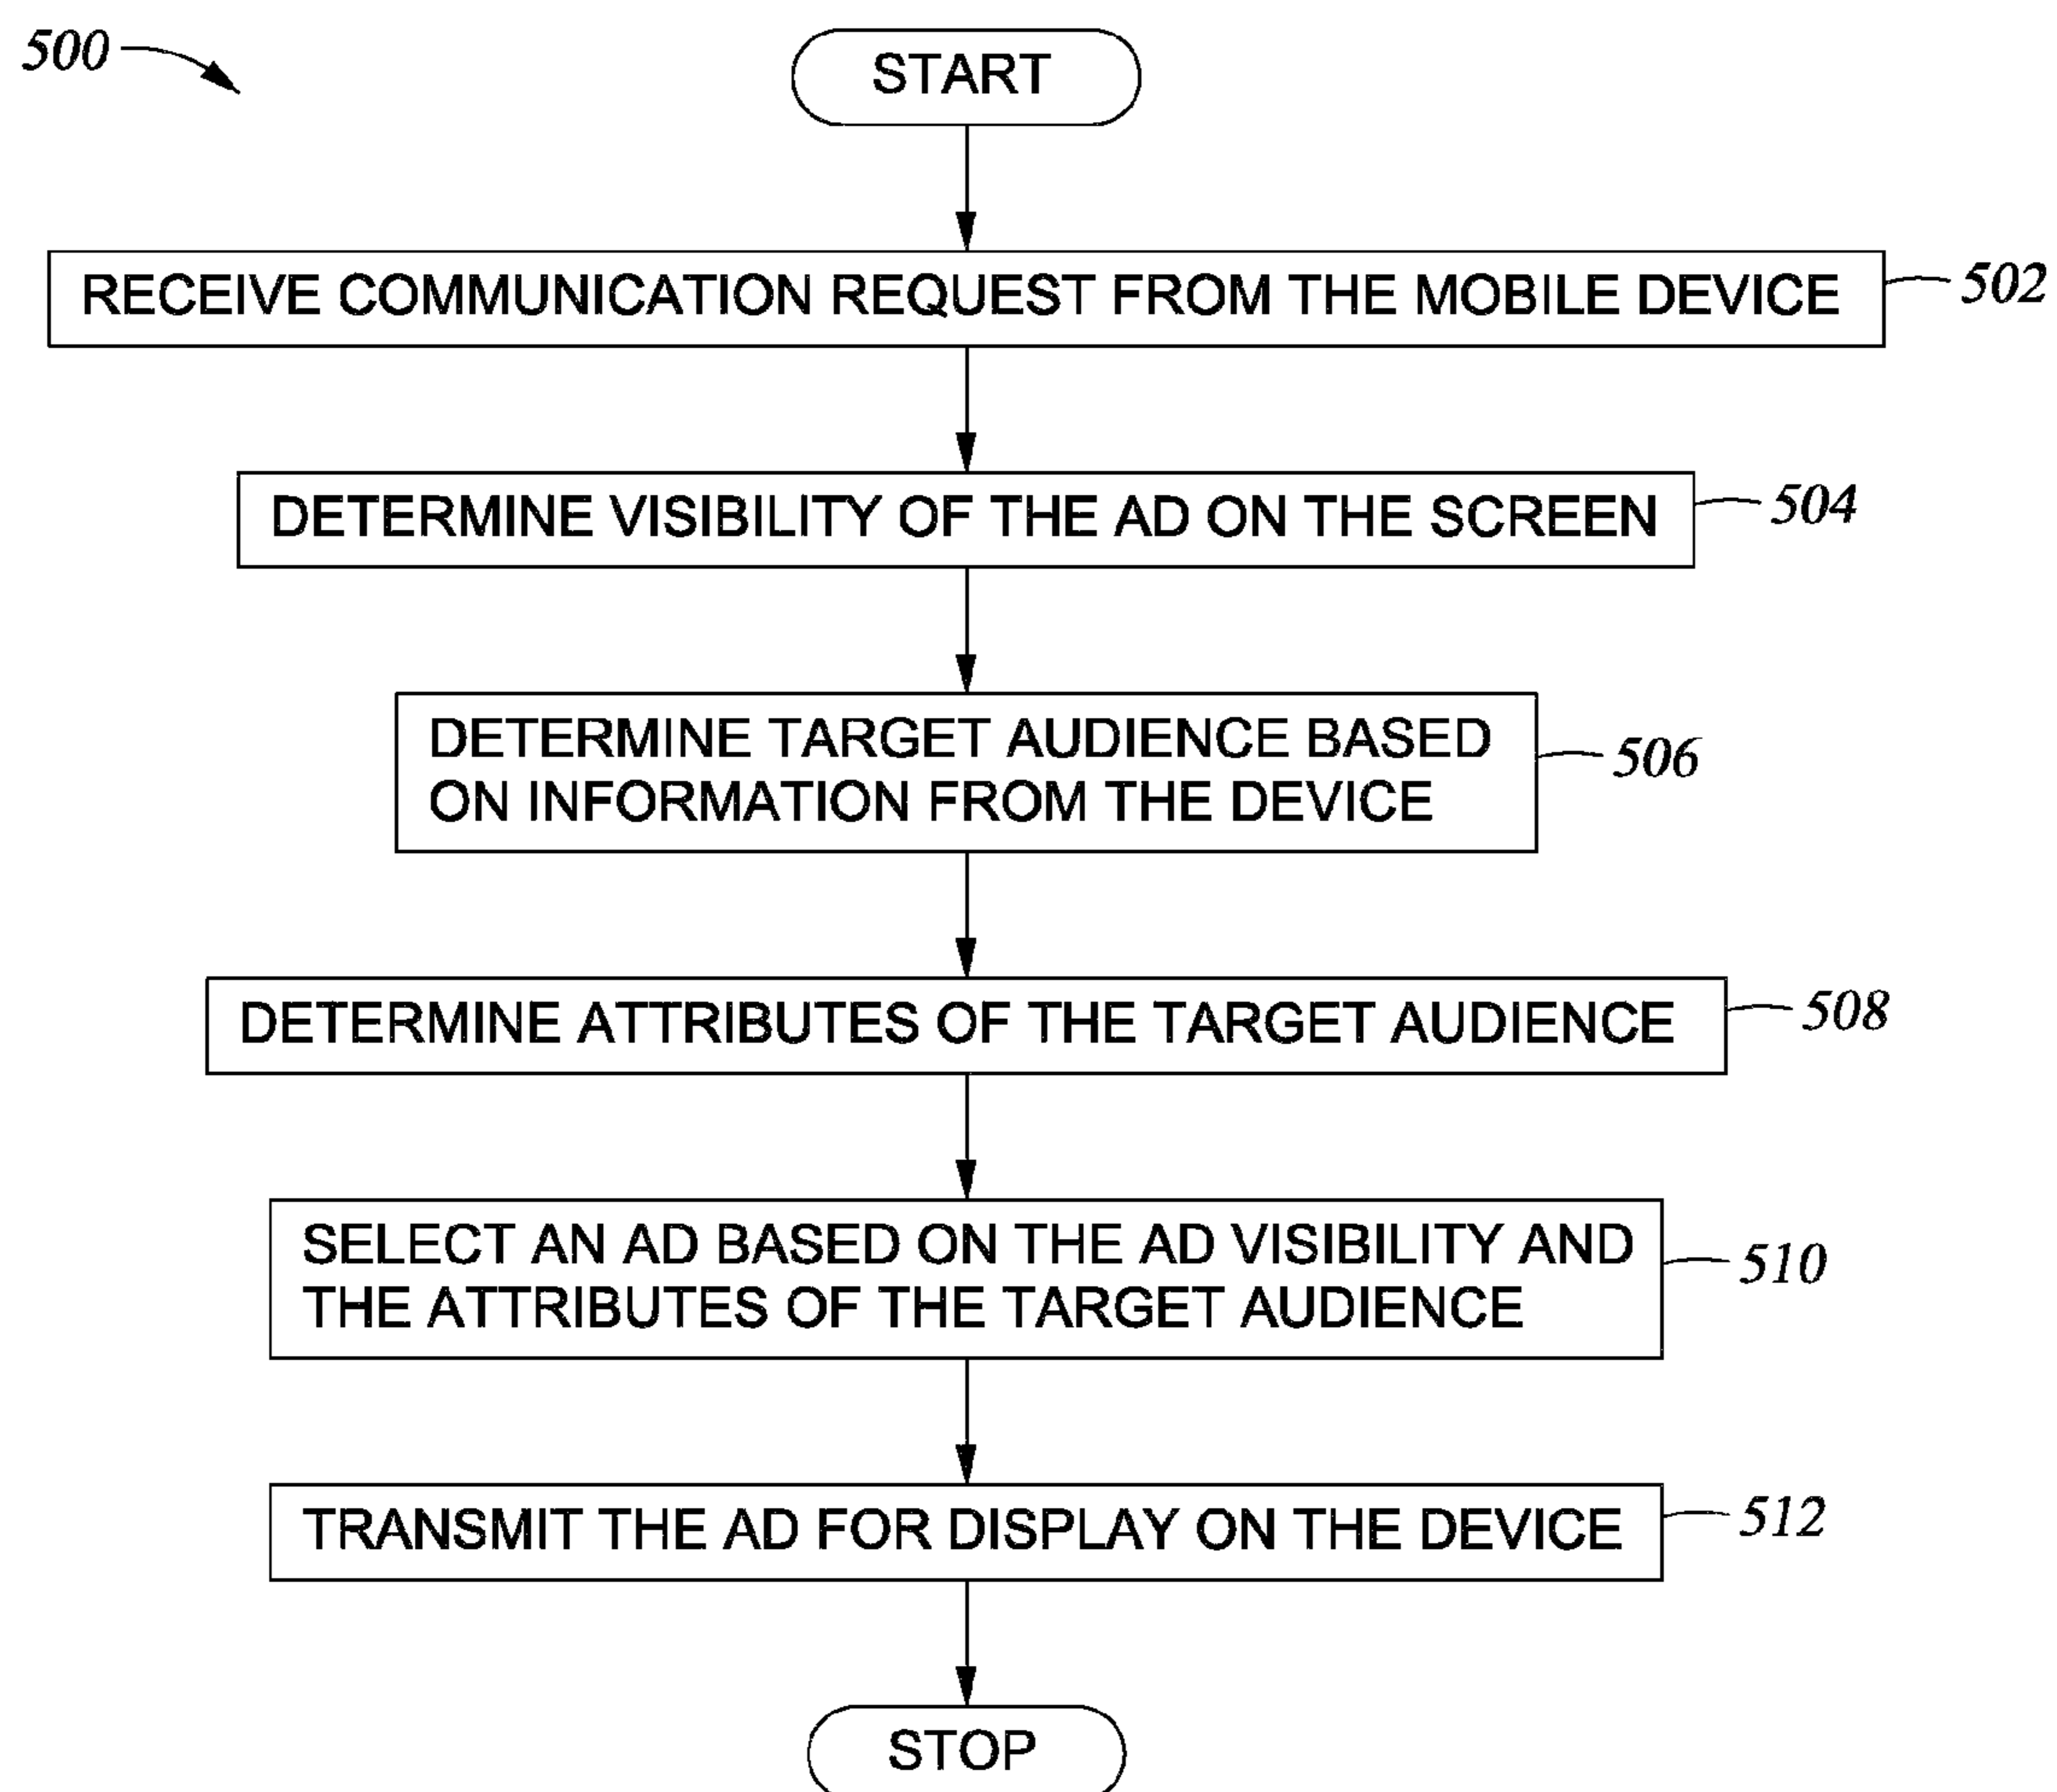 500
START
RECEIVE COMMUNICATION REQUEST FROM THE MOBILE DEVICE
502
DETERMINE VISIBILITY OF THE AD ON THE SCREEN
504
DETERMINE TARGET AUDIENCE BASED
ON INFORMATION FROM THE DEVICE
506
DETERMINE ATTRIBUTES OF THE TARGET AUDIENCE
508
SELECT AN AD BASED ON THE AD VISIBILITY AND
THE ATTRIBUTES OF THE TARGET AUDIENCE
510
TRANSMIT THE AD FOR DISPLAY ON THE DEVICE
512
STOP